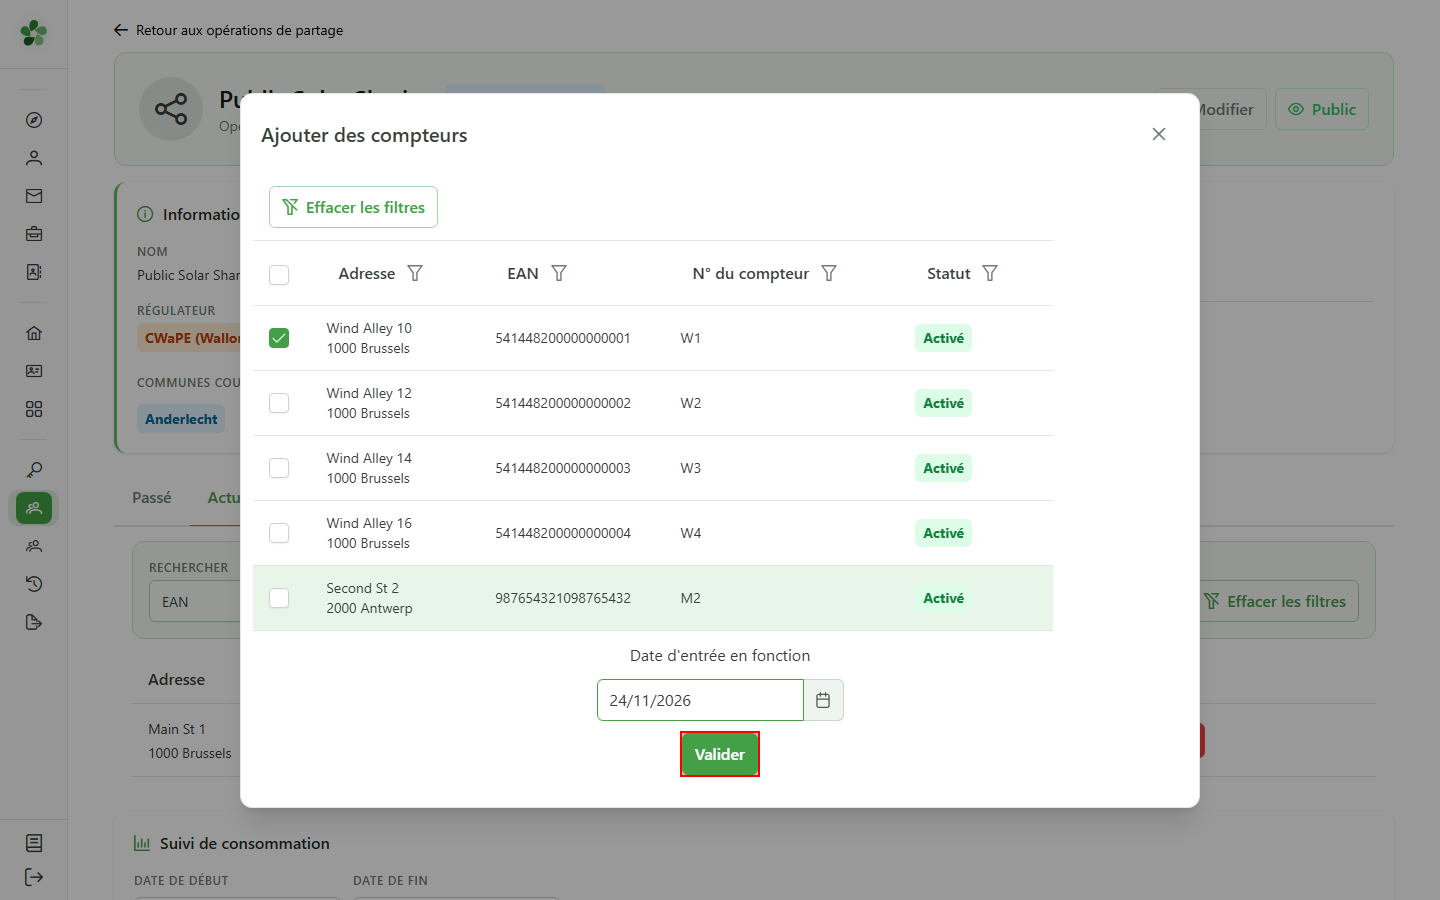 Retour aux opérations de partage
Modifier
Public
Ajouter des compteurs
Effacer les filtres
Adresse
EAN
N° du compteur
Statut
Wind Alley 10
1000 Brussels
541448200000000001
W1
Activé
Wind Alley 12
1000 Brussels
541448200000000002
W2
Activé
Wind Alley 14
1000 Brussels
541448200000000003
W3
Activé
Wind Alley 16
1000 Brussels
541448200000000004
W4
Activé
Second St 2
2000 Antwerp
987654321098765432
M2
Activé
Date d'entrée en fonction
24/11/2026
Valider
NOM
Public Solar Shar
RÉGULATEUR
CWaPE (Wallo
COMMUNES COU
Anderlecht
Passé
Actu
RECHERCHER
EAN
Effacer les filtres
Adresse
Main St 1
1000 Brussels
Suivi de consommation
DATE DE DÉBUT
DATE DE FIN